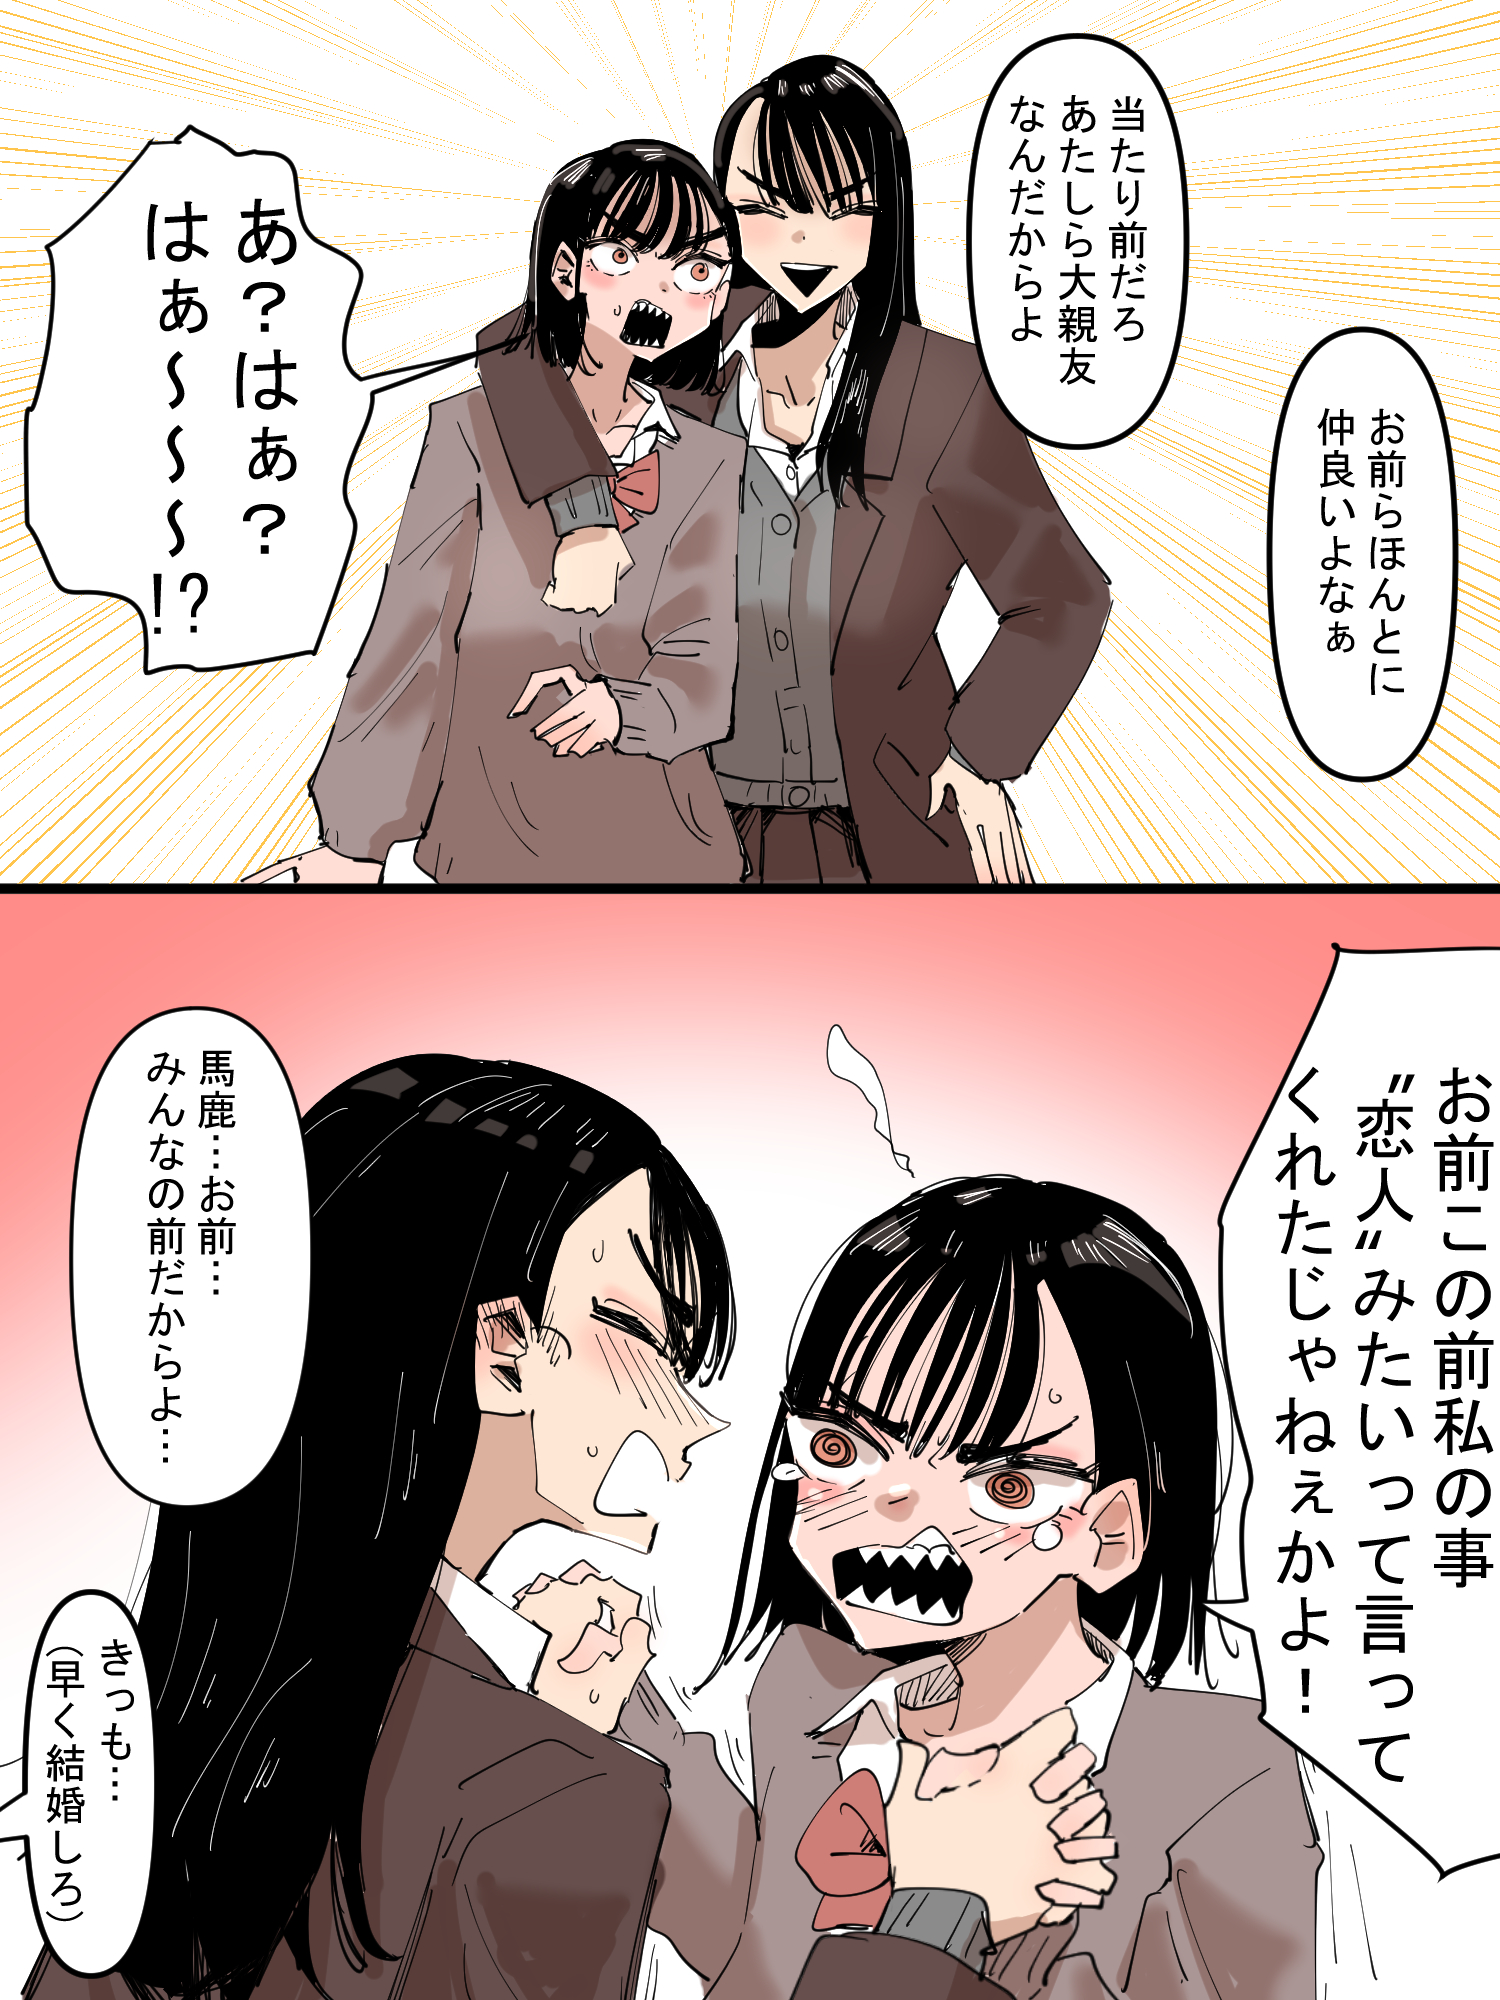 お前らほんとに
仲良いよなぁ
当たり前だろ
あたしら大親友
なんだからよ
あ？はぁ？
はぁ～～～!?
お前この前私の事
〝恋人〟みたいって言って
くれたじゃねぇかよ！
馬鹿…お前…
みんなの前だからよ…
きっも…
（早く結婚しろ）